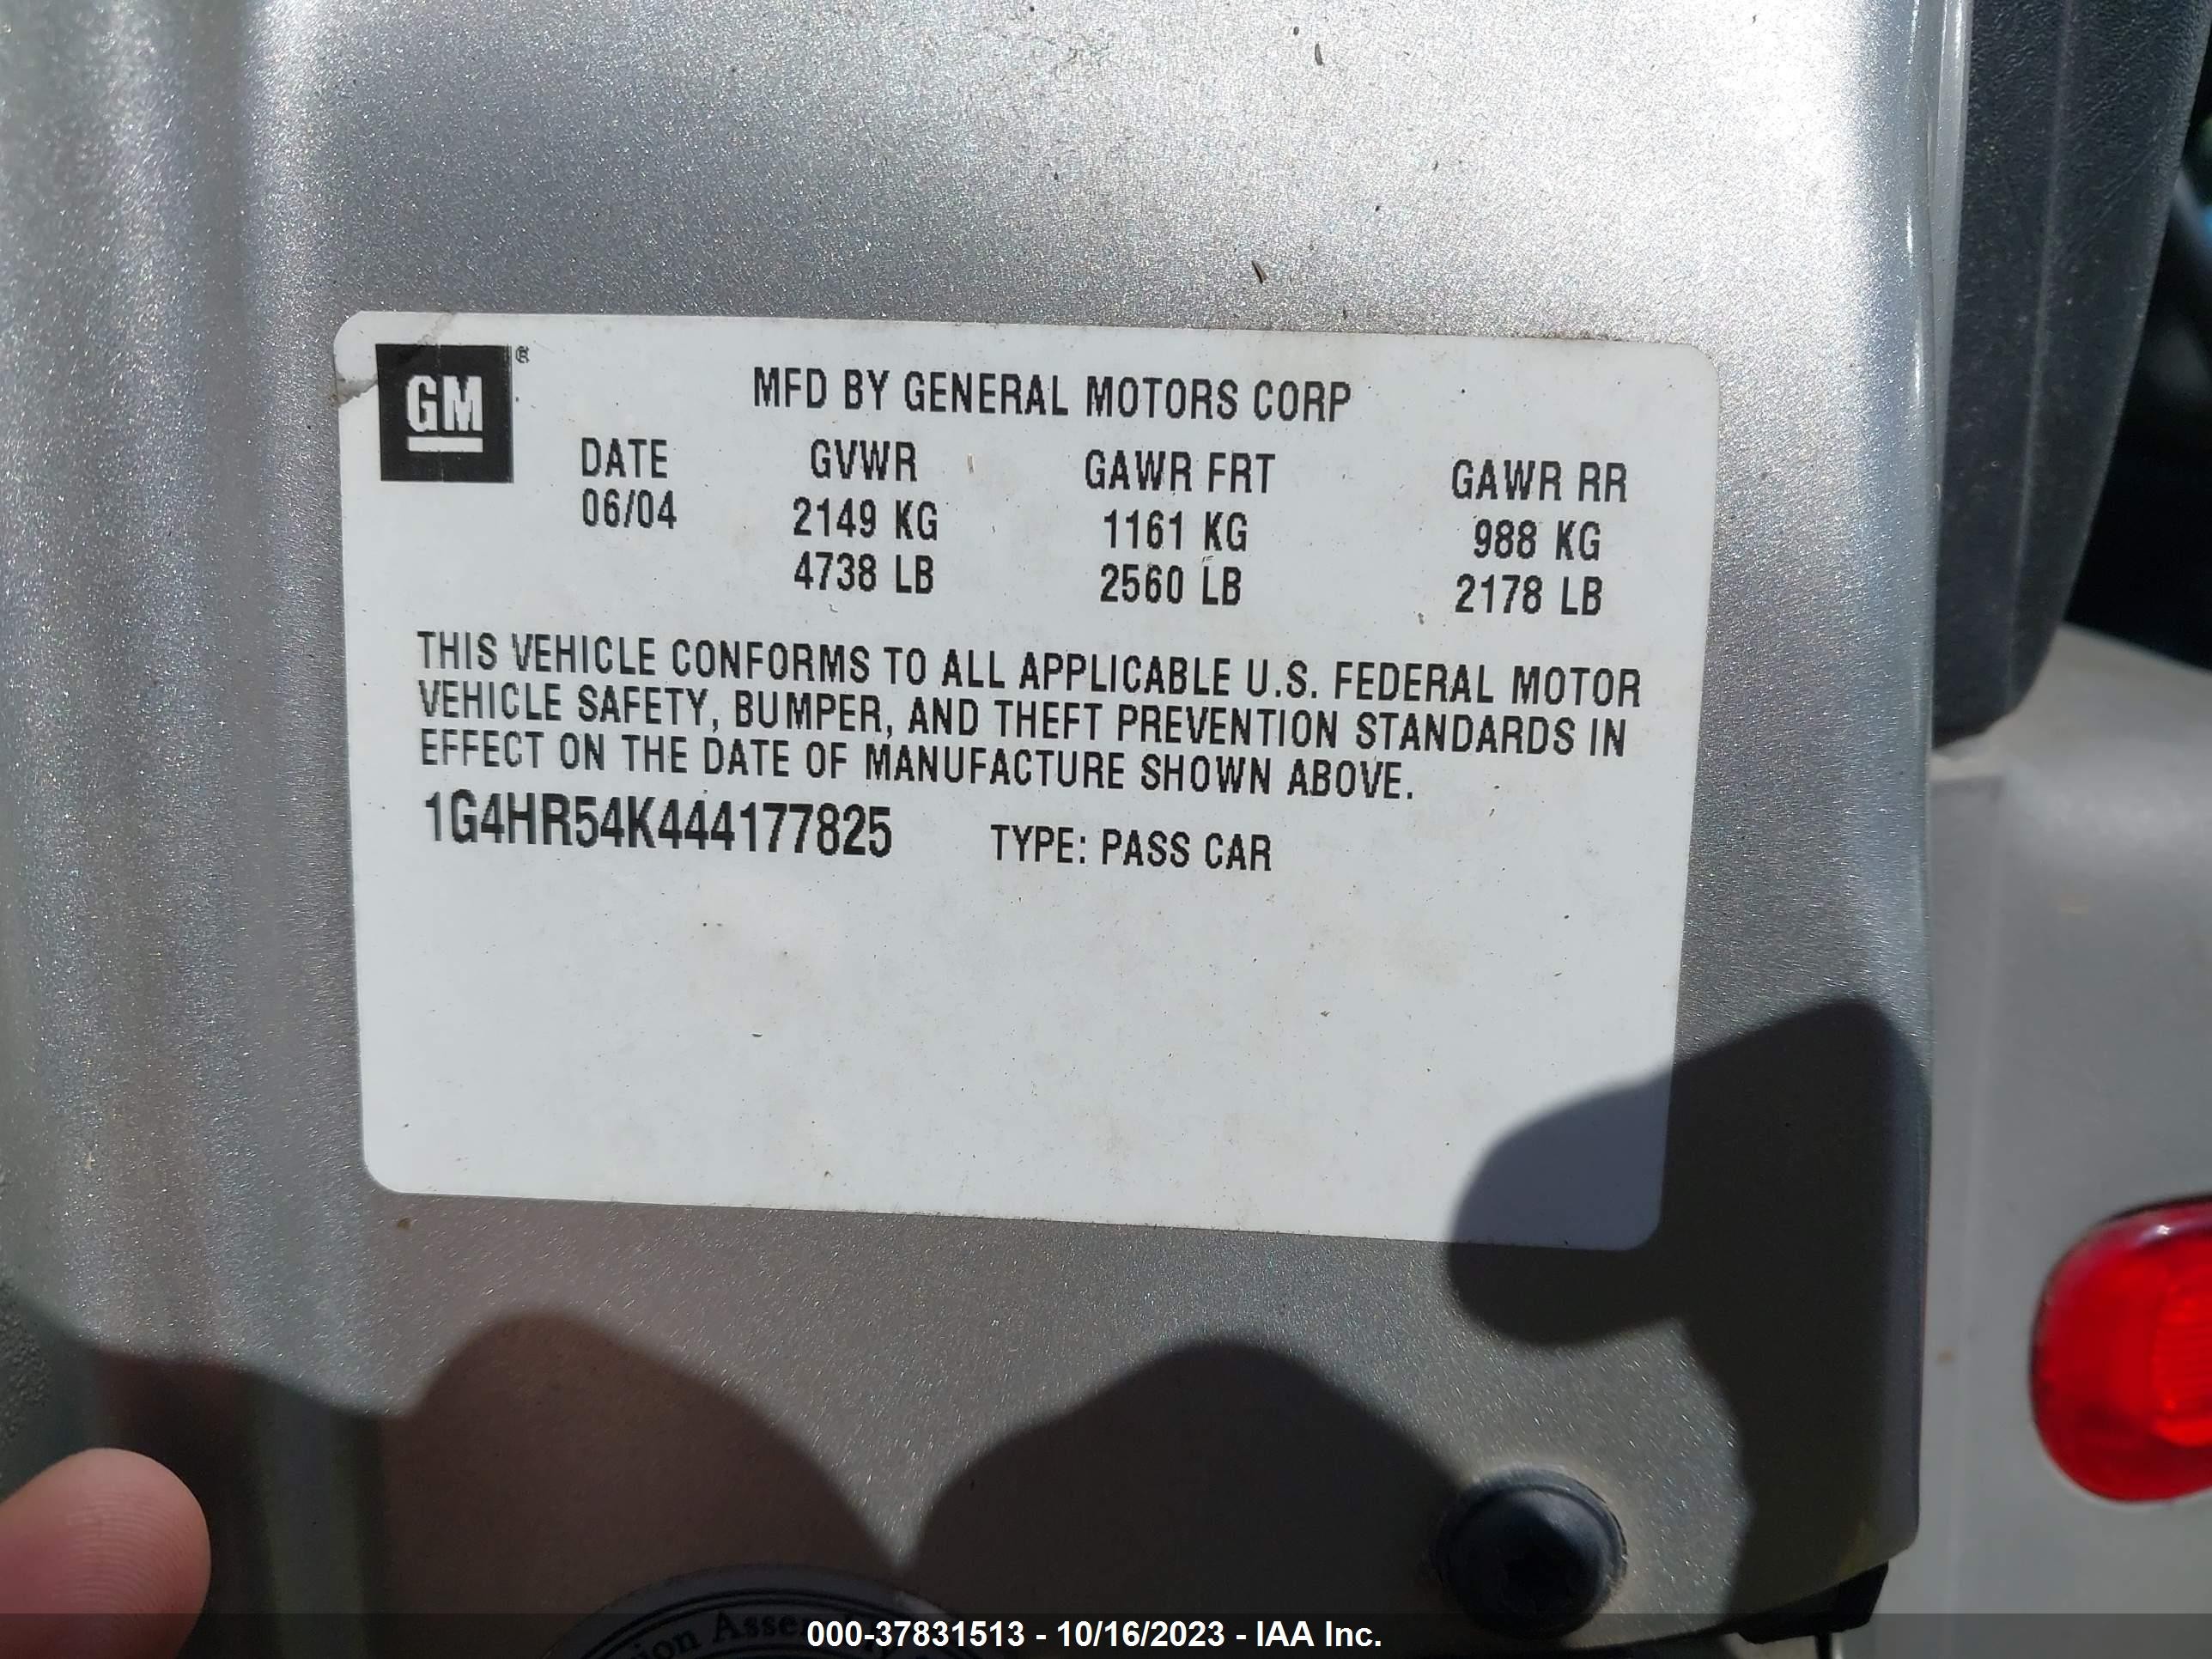 GM ®
MFD BY GENERAL MOTORS CORP
DATE GVWR GAWR FRT GAWR RR
06/04 2149 KG 1161 KG 988 KG
4738 LB 2560 LB 2178 LB
THIS VEHICLE CONFORMS TO ALL APPLICABLE U.S. FEDERAL MOTOR
VEHICLE SAFETY, BUMPER, AND THEFT PREVENTION STANDARDS IN
EFFECT ON THE DATE OF MANUFACTURE SHOWN ABOVE.
1G4HR54K444177825 TYPE: PASS CAR
000-37831513 - 10/16/2023 - IAA Inc.